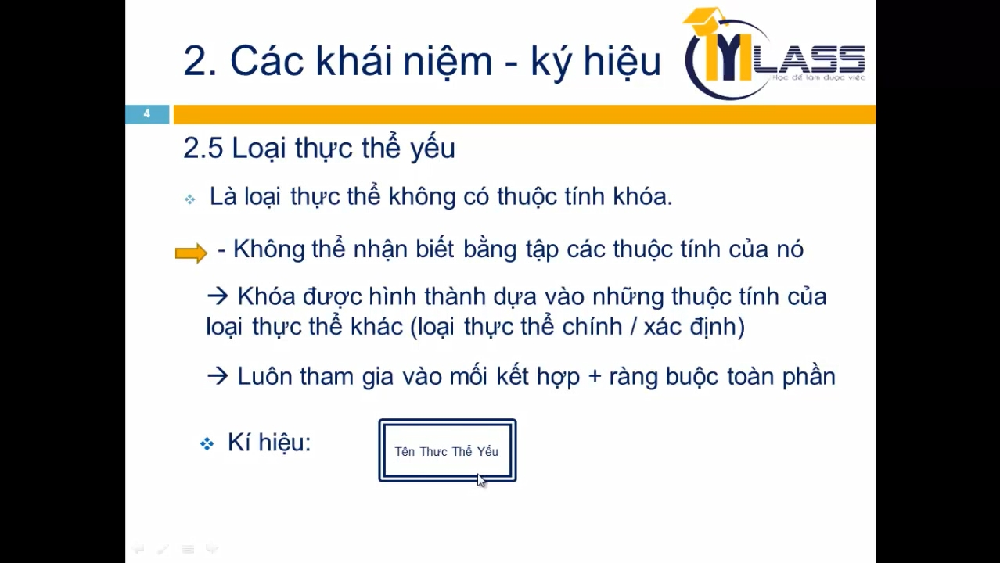 2. Các khái niệm - ký hiệu
MYLASS
Học để làm được việc
4
2.5 Loại thực thể yếu
Là loại thực thể không có thuộc tính khóa.
- Không thể nhận biết bằng tập các thuộc tính của nó
→ Khóa được hình thành dựa vào những thuộc tính của
loại thực thể khác (loại thực thể chính / xác định)
→ Luôn tham gia vào mối kết hợp + ràng buộc toàn phần
Kí hiệu:
Tên Thực Thể Yếu